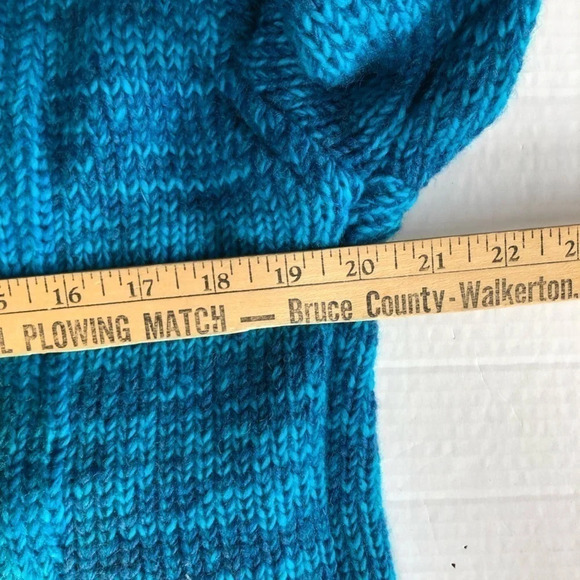 16 17 18 19 20 21 22
PLOWING MATCH — Bruce County-Walkerton.